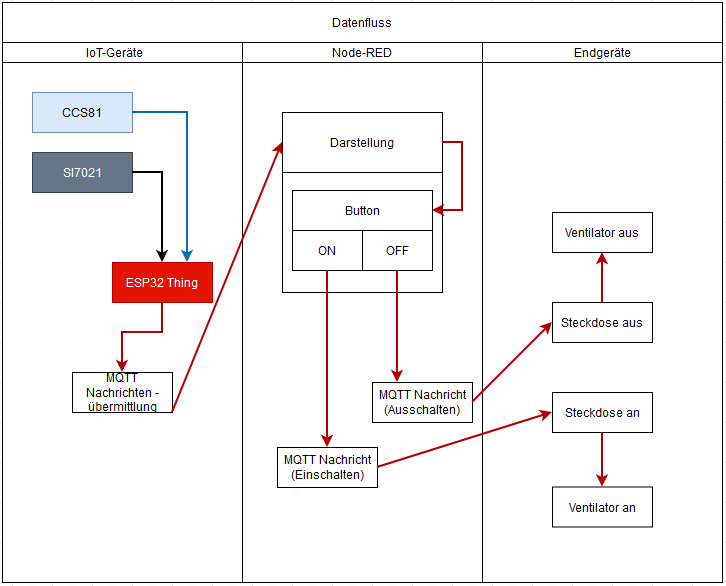 Datenfluss
IoT-Geräte
Node-RED
Endgeräte
CCS81
SI7021
ESP32 Thing
MQTT
Nachrichten -
übermittlung
Darstellung
Button
ON
OFF
MQTT Nachricht
(Ausschalten)
MQTT Nachricht
(Einschalten)
Ventilator aus
Steckdose aus
Steckdose an
Ventilator an